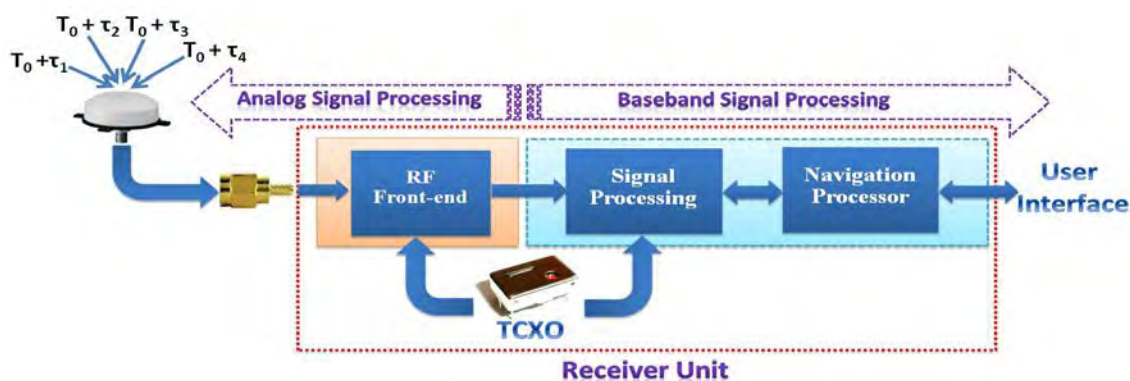 T₀ + τ₂ T₀ + τ₃
T₀ +τ₁
T₀ + τ₄
Analog Signal Processing
Baseband Signal Processing
RF
Front-end
Signal
Processing
Navigation
Processor
User
Interface
TCXO
Receiver Unit